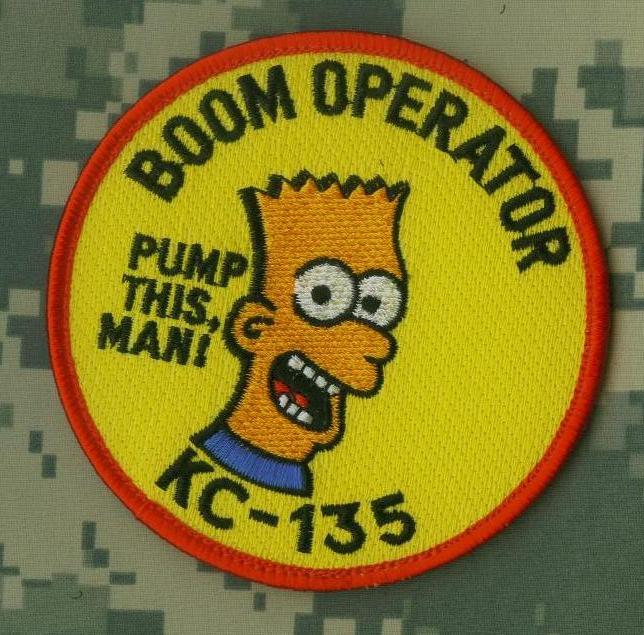 BOOM OPERATOR
PUMP
THIS,
MAN!
KC-135